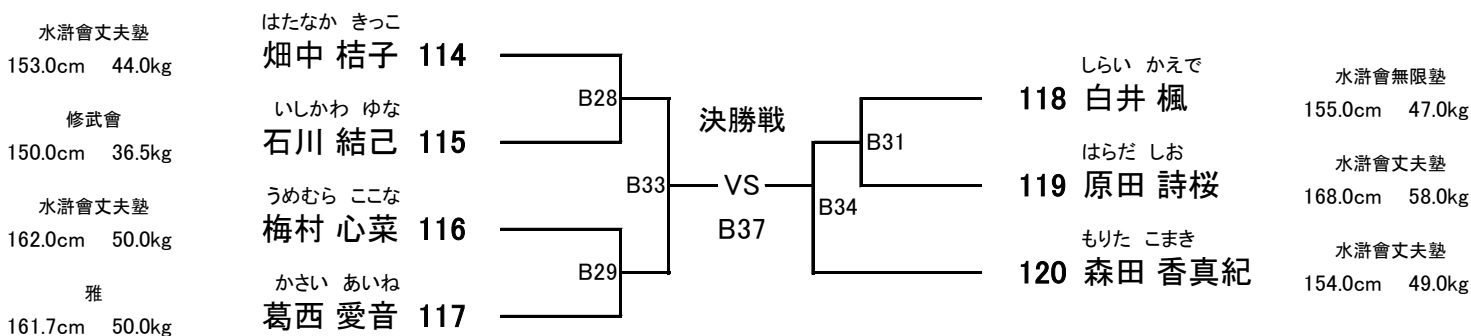 水滸會丈夫塾
153.0cm 44.0kg
はたなか きっこ
畑中 桔子 114
修武會
150.0cm 36.5kg
いしかわ ゆな
石川 結己 115
水滸會丈夫塾
162.0cm 50.0kg
うめむら ここな
梅村 心菜 116
雅
161.7cm 50.0kg
かさい あいね
葛西 愛音 117
B28
B29
B33
決勝戦
VS
B37
B31
B34
しらい かえで
118 白井 楓
水滸會無限塾
155.0cm 47.0kg
はらだ しお
119 原田 詩桜
水滸會丈夫塾
168.0cm 58.0kg
もりた こまき
120 森田 香真紀
水滸會丈夫塾
154.0cm 49.0kg